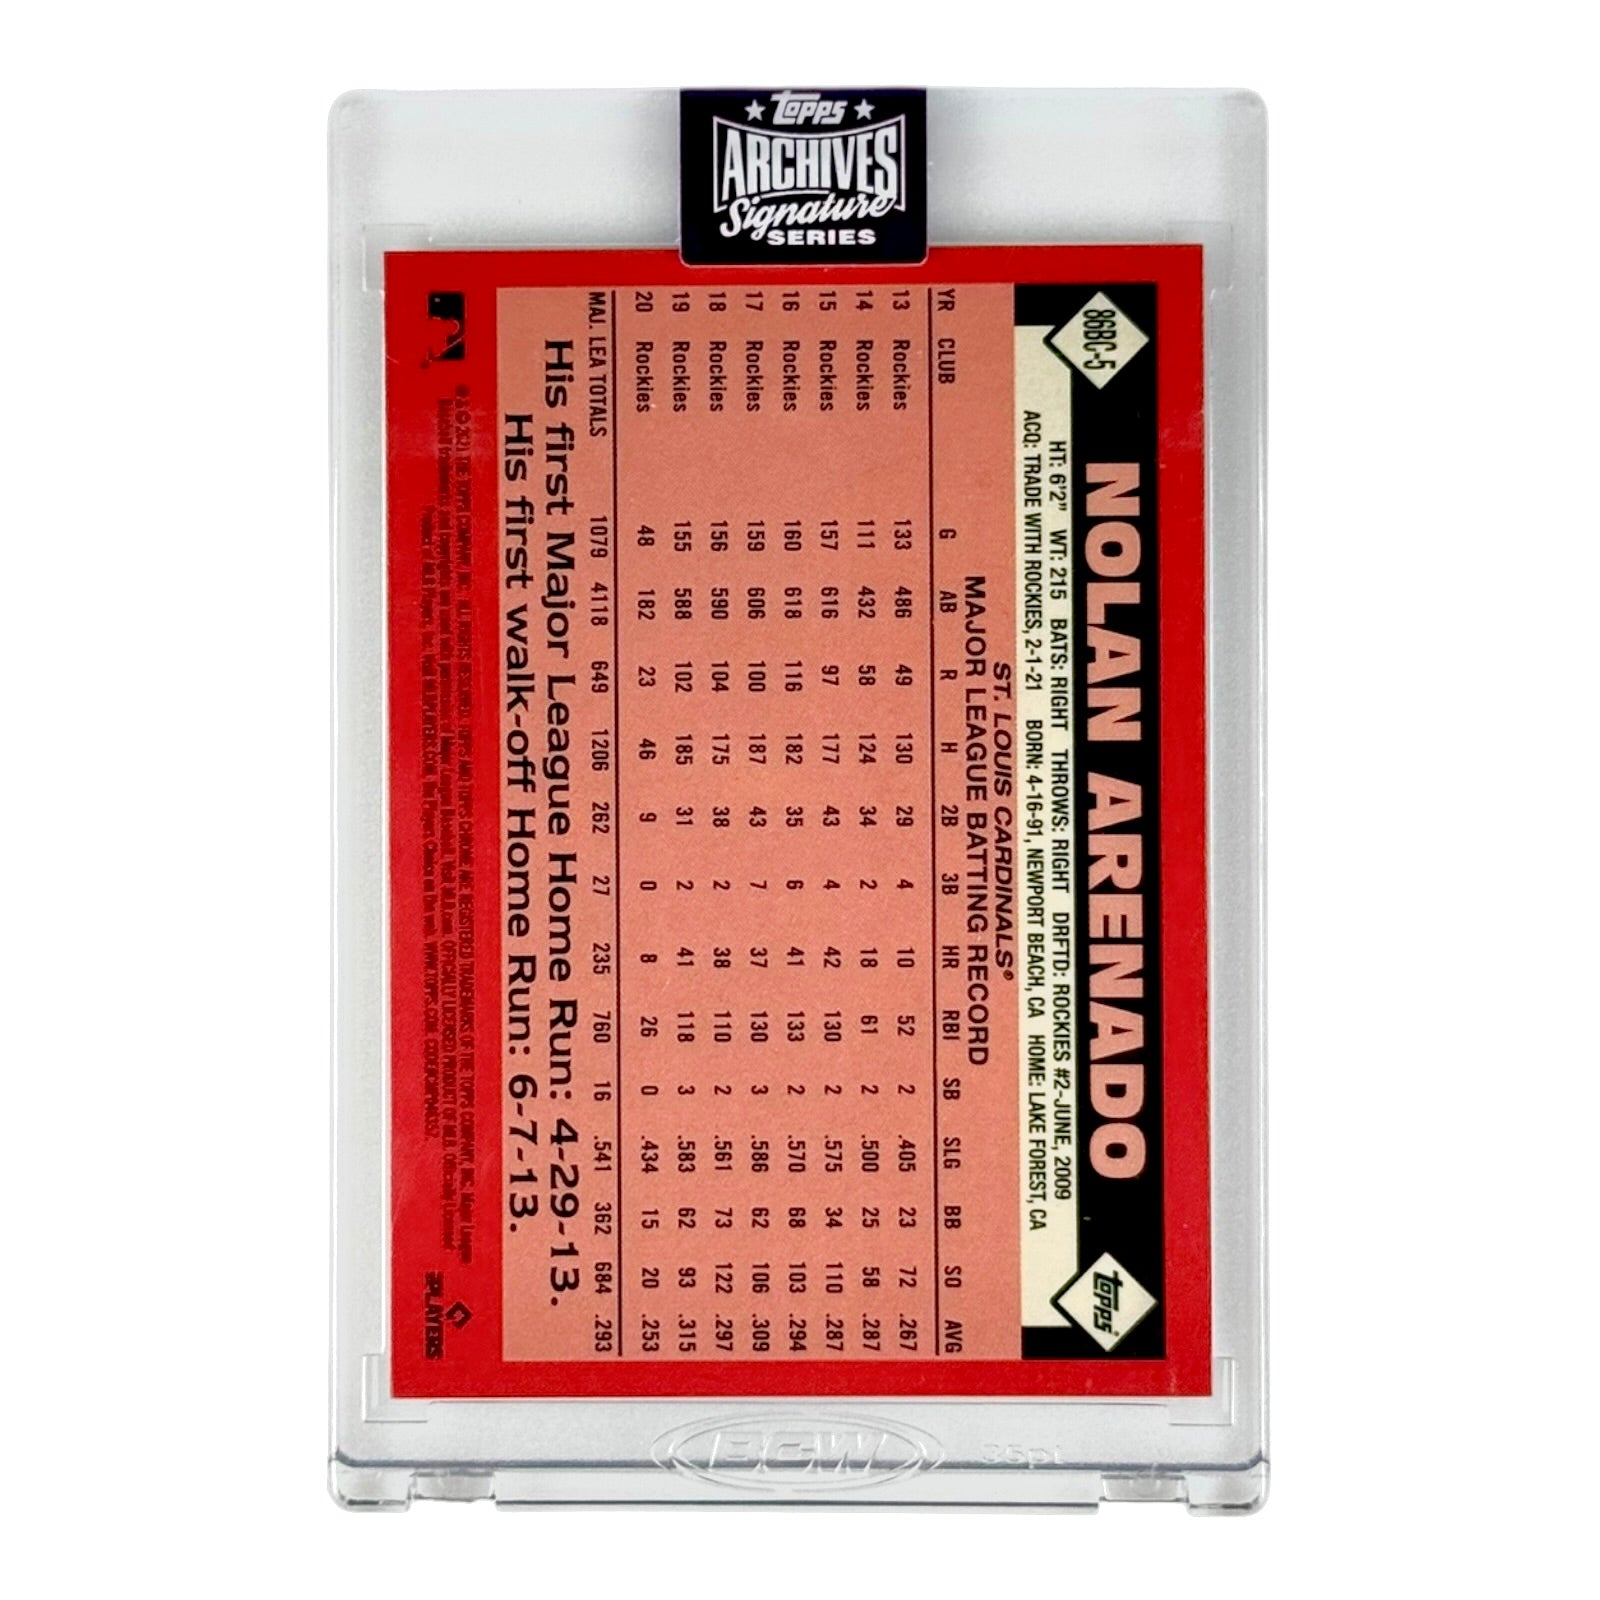 Topps
ARCHIVES
Signature
SERIES
86BC-5
NOLAN ARENADO
Topps®
HT: 6'2" WT: 215 BATS: RIGHT THROWS: RIGHT DRFTD: ROCKIES #2-JUNE, 2009
ACQ: TRADE WITH ROCKIES, 2-1-21 BORN: 4-16-91, NEWPORT BEACH, CA HOME: LAKE FOREST, CA
ST. LOUIS CARDINALS®
MAJOR LEAGUE BATTING RECORD
YR CLUB G AB R H 2B 3B HR RBI SB SLG BB SO AVG
13 Rockies 133 486 49 130 29 4 10 52 2 .405 23 72 .267
14 Rockies 111 432 58 124 34 2 18 61 2 .500 25 58 .287
15 Rockies 157 616 97 177 43 4 42 130 2 .575 34 110 .287
16 Rockies 160 618 116 182 35 6 41 133 2 .570 68 103 .294
17 Rockies 159 606 100 187 43 7 37 130 3 .586 62 106 .309
18 Rockies 156 590 104 175 38 2 38 110 2 .561 73 122 .297
19 Rockies 155 588 102 185 31 2 41 118 3 .583 62 93 .315
20 Rockies 48 182 23 46 9 0 8 26 0 .434 15 20 .253
MAJ. LEA TOTALS 1079 4118 649 1206 262 27 235 760 16 .541 362 684 .293
His first Major League Home Run: 4-29-13.
His first walk-off Home Run: 6-7-13.
PLAYERS
BCW
35pt